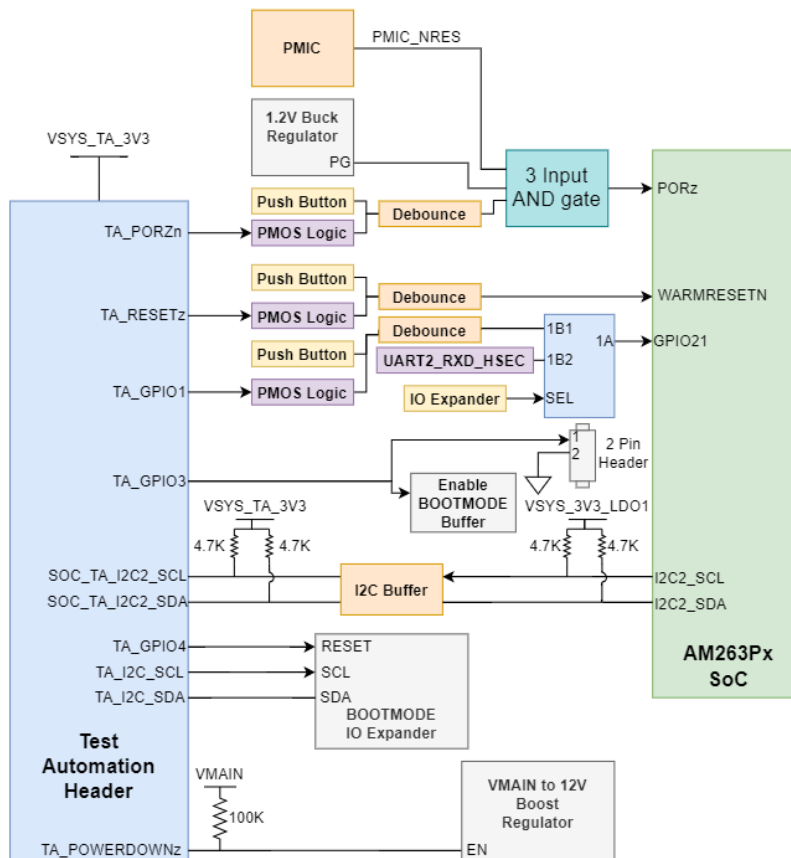 PMIC
PMIC_NRES
1.2V Buck
Regulator
PG
VSYS_TA_3V3
3 Input
AND gate
PORz
Push Button
Debounce
TA_PORZn
PMOS Logic
Push Button
Debounce
WARMRESETN
TA_RESETz
PMOS Logic
Debounce
1B1
1A
GPIO21
Push Button
UART2_RXD_HSEC
1B2
TA_GPIO1
PMOS Logic
IO Expander
SEL
1
2
2 Pin
Header
TA_GPIO3
Enable
BOOTMODE
Buffer
VSYS_TA_3V3
VSYS_3V3_LDO1
4.7K
4.7K
4.7K
4.7K
SOC_TA_I2C2_SCL
I2C Buffer
I2C2_SCL
SOC_TA_I2C2_SDA
I2C2_SDA
TA_GPIO4
RESET
TA_I2C_SCL
SCL
TA_I2C_SDA
SDA
BOOTMODE
IO Expander
AM263Px
SoC
Test
Automation
Header
VMAIN
100K
VMAIN to 12V
Boost
Regulator
TA_POWERDOWNz
EN